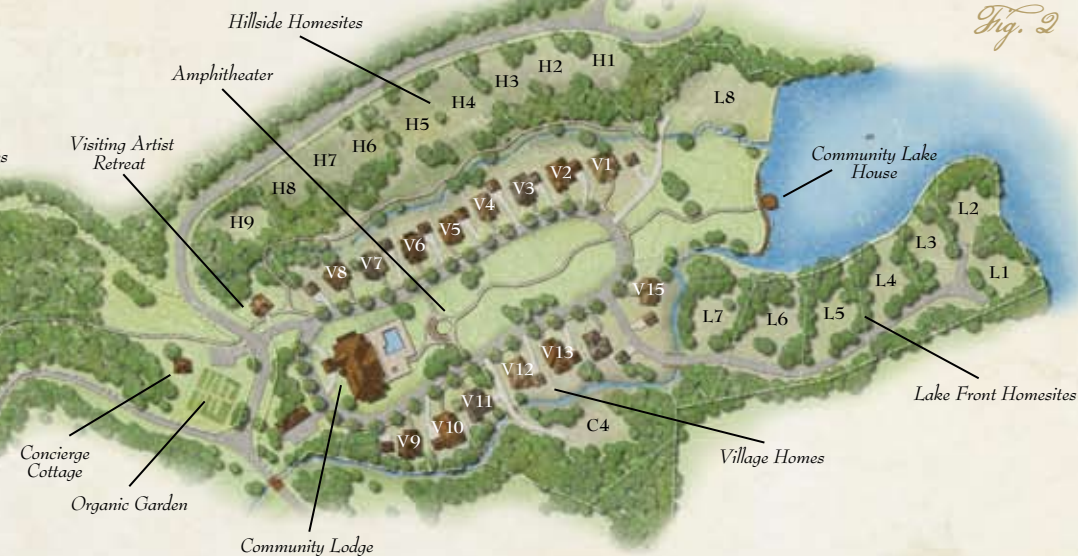 Fig. 2
Hillside Homesites
Amphitheater
Visiting Artist
Retreat
es
H1
H2
H3
H4
H5
H6
H7
H8
H9
L8
Community Lake
House
V1
V2
V3
V4
V5
V6
V7
V8
L2
L3
L1
L4
L5
L6
L7
V15
V13
V12
V11
V10
V9
C4
Lake Front Homesites
Village Homes
Concierge
Cottage
Organic Garden
Community Lodge